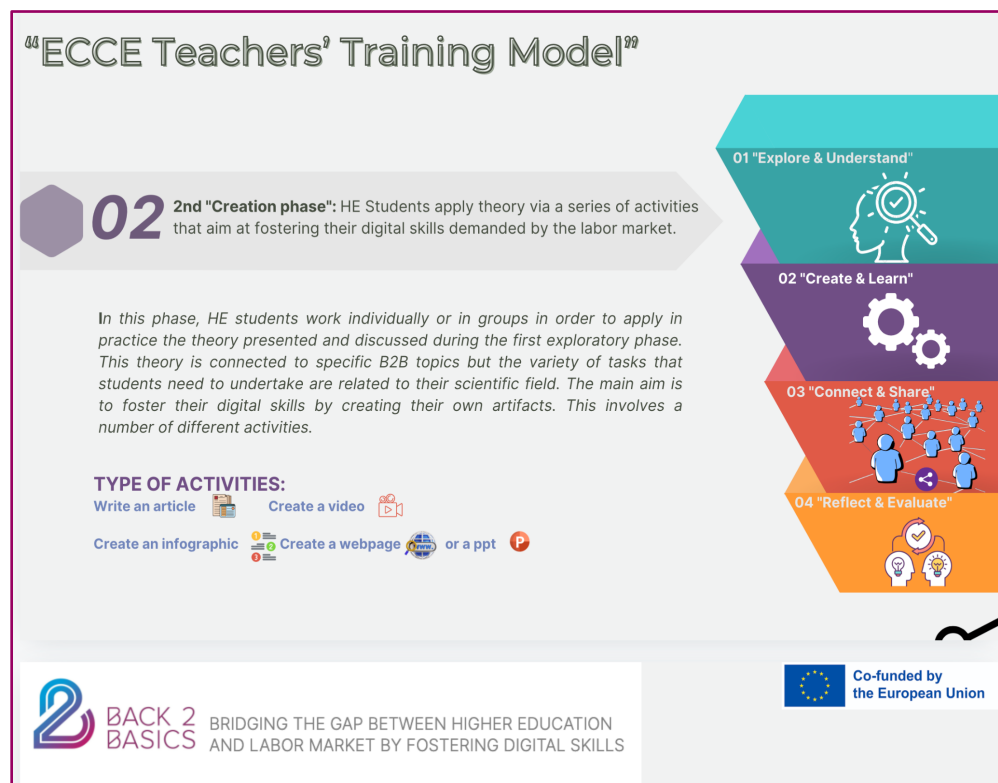 “ECCE Teachers’ Training Model”
02
2nd "Creation phase": HE Students apply theory via a series of activities
that aim at fostering their digital skills demanded by the labor market.
In this phase, HE students work individually or in groups in order to apply in
practice the theory presented and discussed during the first exploratory phase.
This theory is connected to specific B2B topics but the variety of tasks that
students need to undertake are related to their scientific field. The main aim is
to foster their digital skills by creating their own artifacts. This involves a
number of different activities.
TYPE OF ACTIVITIES:
Write an article
Create a video
Create an infographic
1
2
3
Create a webpage
www.
or a ppt
P
01 "Explore & Understand"
02 "Create & Learn"
03 "Connect & Share"
04 "Reflect & Evaluate"
2
BACK 2
BASICS
BRIDGING THE GAP BETWEEN HIGHER EDUCATION
AND LABOR MARKET BY FOSTERING DIGITAL SKILLS
Co-funded by
the European Union